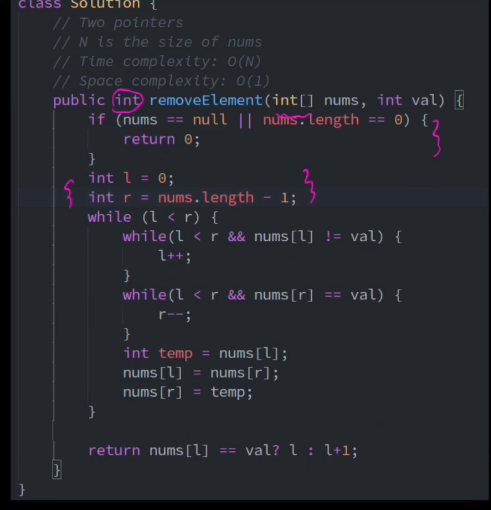 class Solution {
// Two pointers
// N is the size of nums
// Time complexity: O(N)
// Space complexity: O(1)
public int removeElement(int[] nums, int val) {
if (nums == null || nums.length == 0) {
return 0;
}
int l = 0;
int r = nums.length - 1;
while (l < r) {
while(l < r && nums[l] != val) {
l++;
}
while(l < r && nums[r] == val) {
r--;
}
int temp = nums[l];
nums[l] = nums[r];
nums[r] = temp;
}
return nums[l] == val? l : l+1;
}
}